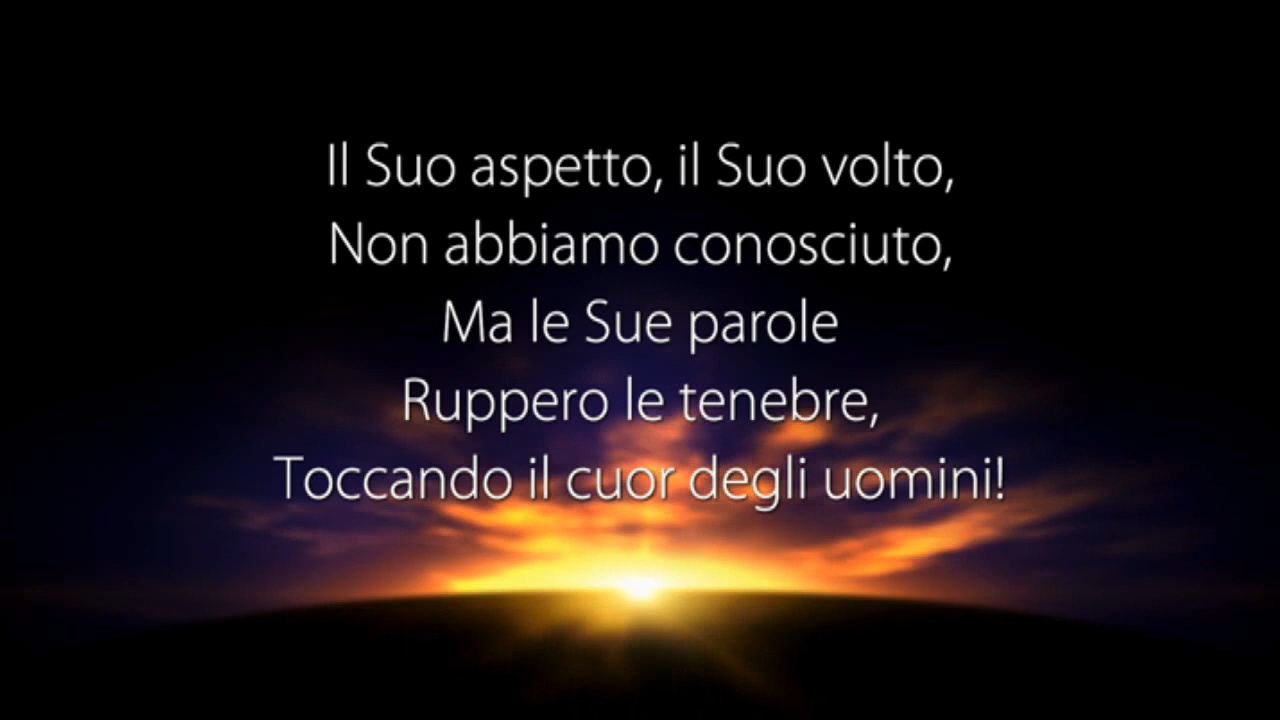 Il Suo aspetto, il Suo volto,
Non abbiamo conosciuto,
Ma le Sue parole
Ruppero le tenebre,
Toccando il cuor degli uomini!